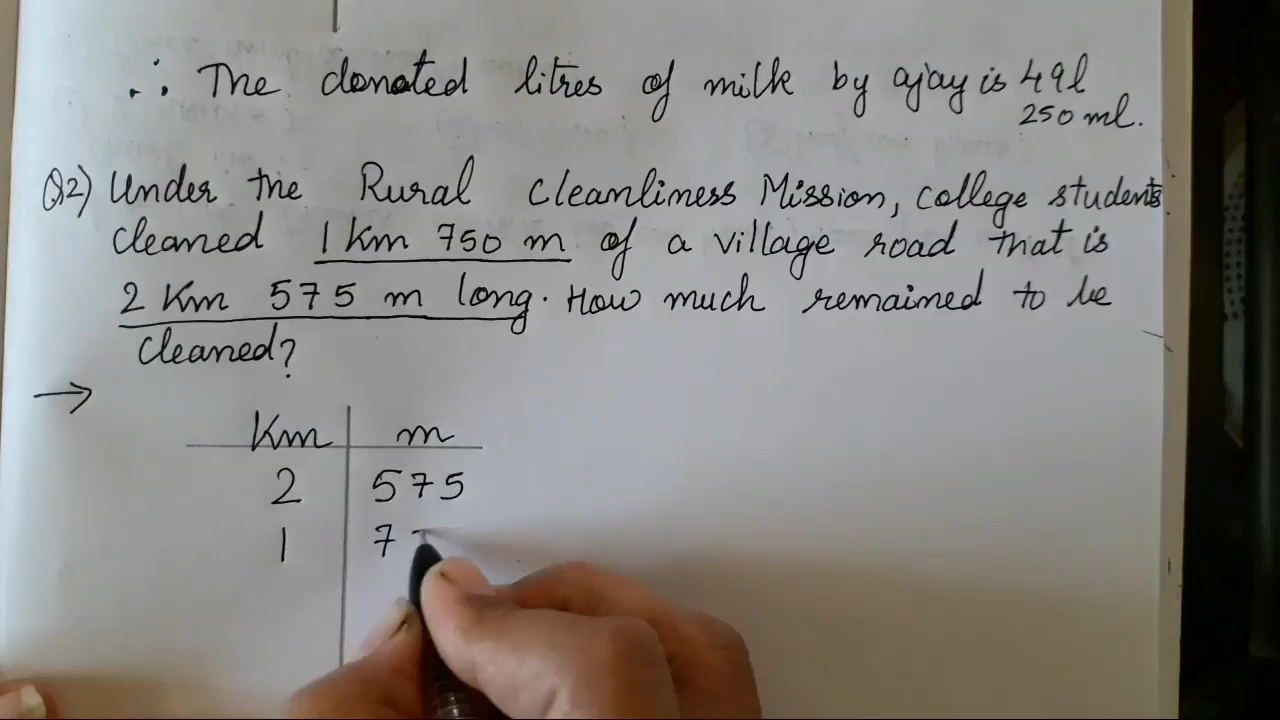 ∴ The donated litres of milk by ajay is 49l
250 ml.
Q2) Under the Rural Cleanliness Mission, college students
cleaned 1 Km 750 m of a village road that is
2 Km 575 m long. How much remained to be
cleaned?
→
Km m
2 575
1 7